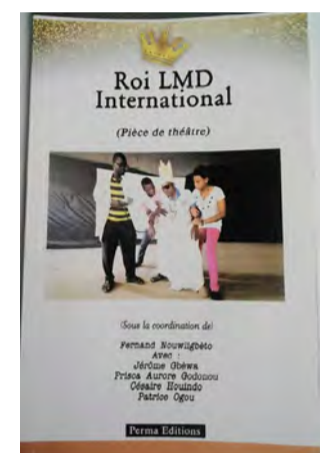 Roi LMD
International
(Pièce de théâtre)
(Sous la coordination de)
Fernand Nouwligbèto
Avec :
Jérôme Gbèwa
Prisca Aurore Godonou
Césaire Houindo
Patrice Ogou
Perma Editions